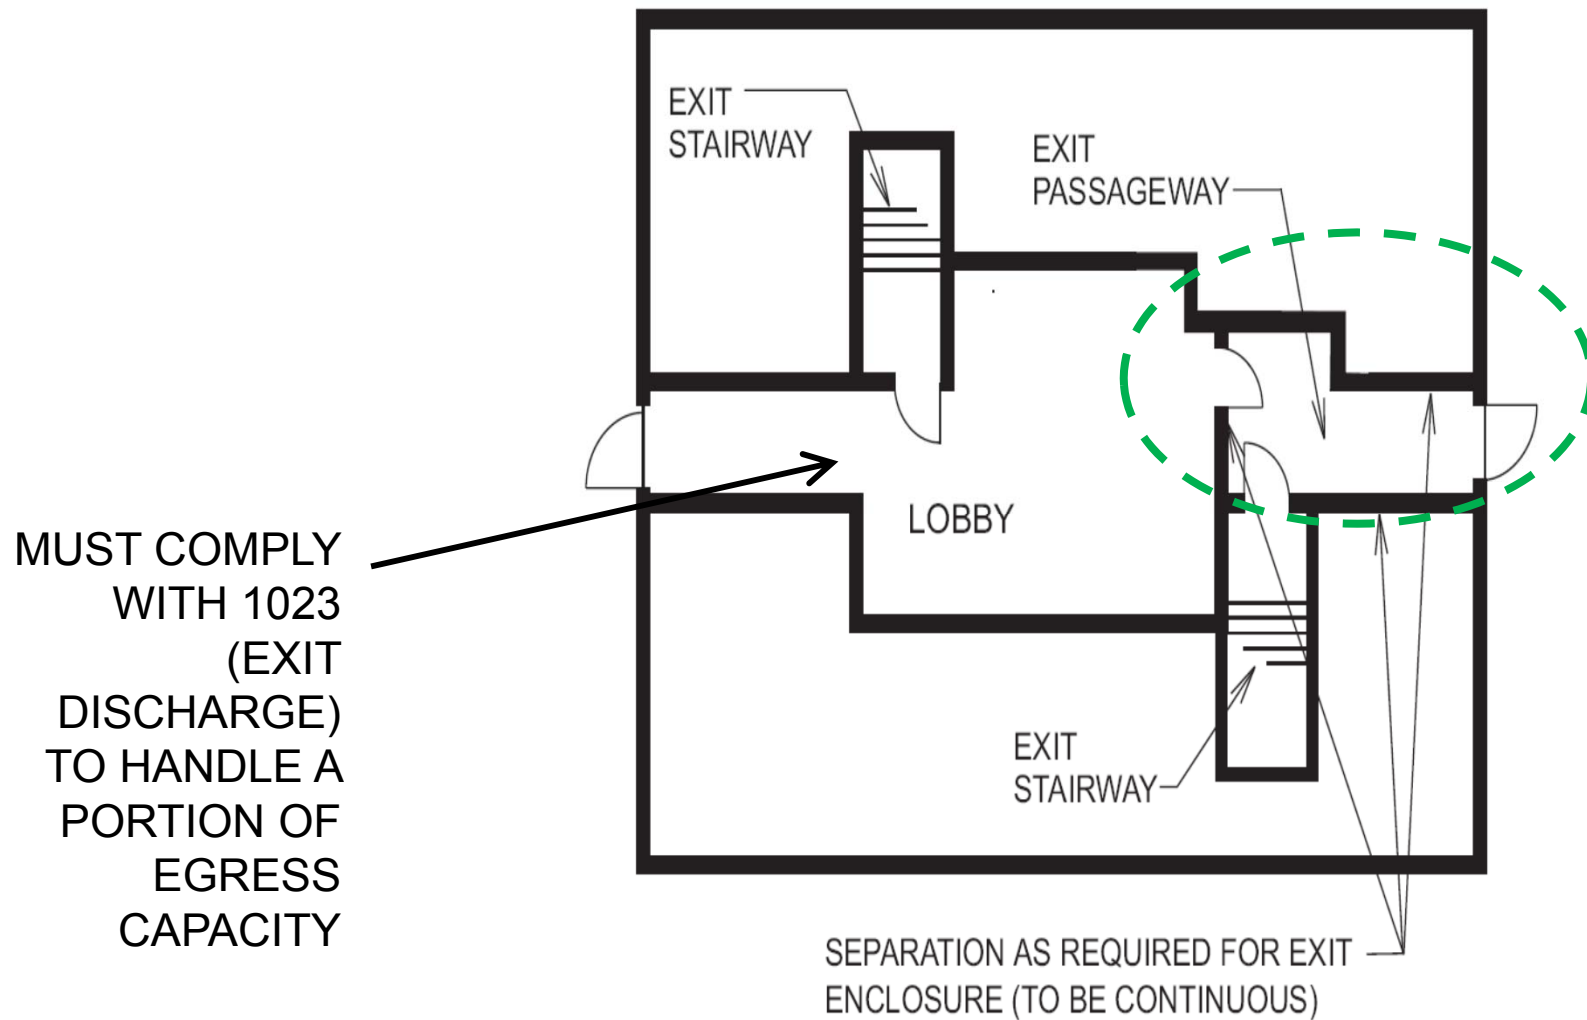 EXIT
STAIRWAY
EXIT
PASSAGEWAY
LOBBY
MUST COMPLY
WITH 1023
(EXIT
DISCHARGE)
TO HANDLE A
PORTION OF
EGRESS
CAPACITY
EXIT
STAIRWAY
SEPARATION AS REQUIRED FOR EXIT
ENCLOSURE (TO BE CONTINUOUS)